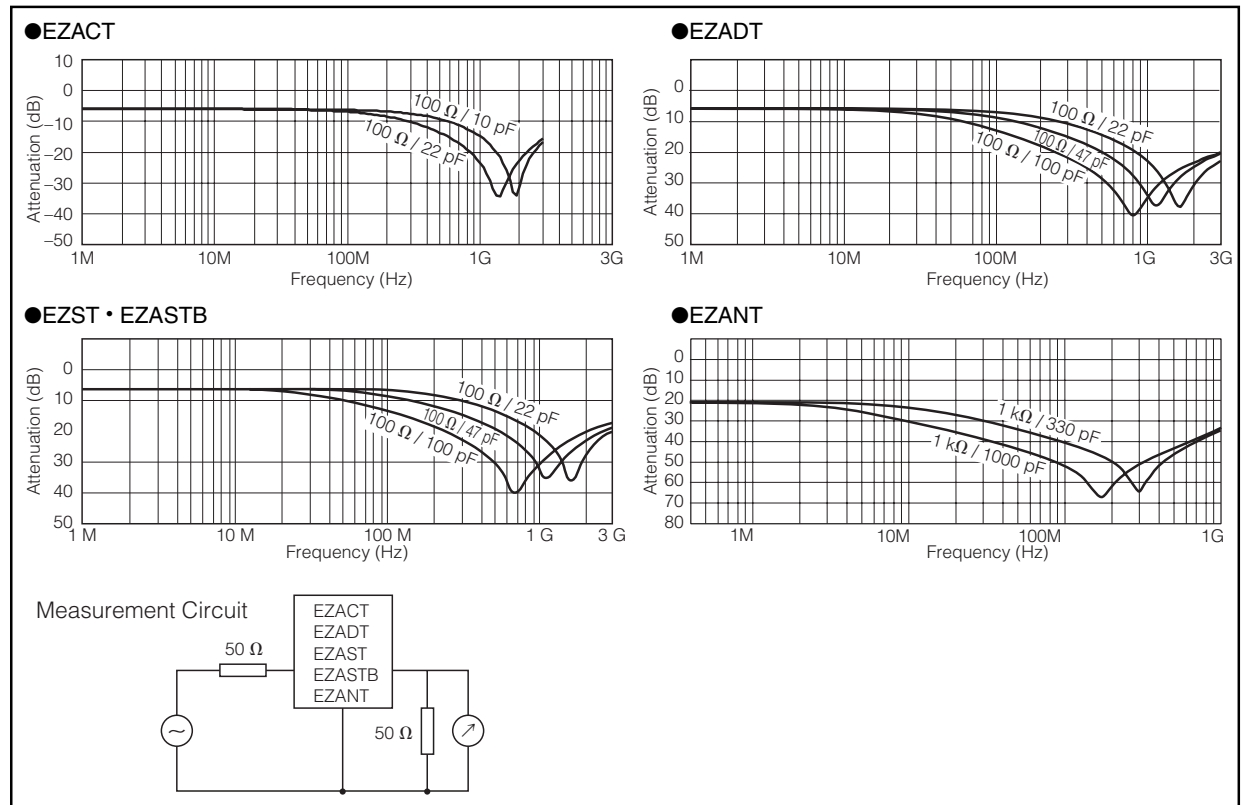 ●EZACT
10
0
–10
–20
–30
–40
–50
Attenuation (dB)
100 Ω / 10 pF
100 Ω / 22 pF
1M
10M
100M
1G
3G
Frequency (Hz)
●EZADT
0
10
20
30
40
50
Attenuation (dB)
100 Ω / 22 pF
100 Ω / 47 pF
100 Ω / 100 pF
1M
10M
100M
1G
3G
Frequency (Hz)
●EZST • EZASTB
0
10
20
30
40
50
Attenuation (dB)
100 Ω / 22 pF
100 Ω / 47 pF
100 Ω / 100 pF
1 M
10 M
100 M
1 G
3 G
Frequency (Hz)
●EZANT
0
10
20
30
40
50
60
70
80
Attenuation (dB)
1 kΩ / 330 pF
1 kΩ / 1000 pF
1M
10M
100M
1G
Frequency (Hz)
Measurement Circuit
50 Ω
EZACT
EZADT
EZAST
EZASTB
EZANT
50 Ω